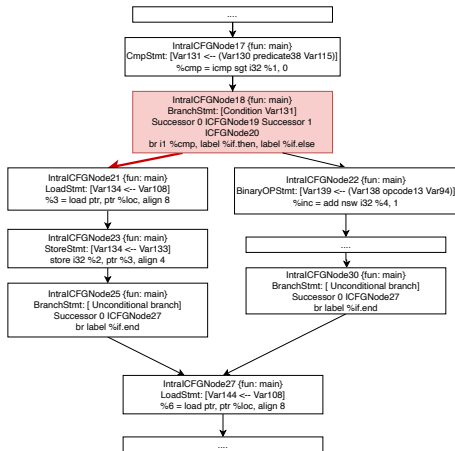 ....
IntraICFGNode17 {fun: main}
CmpStmt: [Var131 <-- (Var130 predicate38 Var115)]
%cmp = icmp sgt i32 %1, 0
IntraICFGNode18 {fun: main}
BranchStmt: [Condition Var131]
Successor 0 ICFGNode19 Successor 1
ICFGNode20
br i1 %cmp, label %if.then, label %if.else
IntraICFGNode21 {fun: main}
LoadStmt: [Var134 <-- Var108]
%3 = load ptr, ptr %loc, align 8
IntraICFGNode22 {fun: main}
BinaryOPStmt: [Var139 <-- (Var138 opcode13 Var94)]
%inc = add nsw i32 %4, 1
IntraICFGNode23 {fun: main}
StoreStmt: [Var134 <-- Var133]
store i32 %2, ptr %3, align 4
....
IntraICFGNode25 {fun: main}
BranchStmt: [ Unconditional branch]
Successor 0 ICFGNode27
br label %if.end
IntraICFGNode30 {fun: main}
BranchStmt: [ Unconditional branch]
Successor 0 ICFGNode27
br label %if.end
IntraICFGNode27 {fun: main}
LoadStmt: [Var144 <-- Var108]
%6 = load ptr, ptr %loc, align 8
....